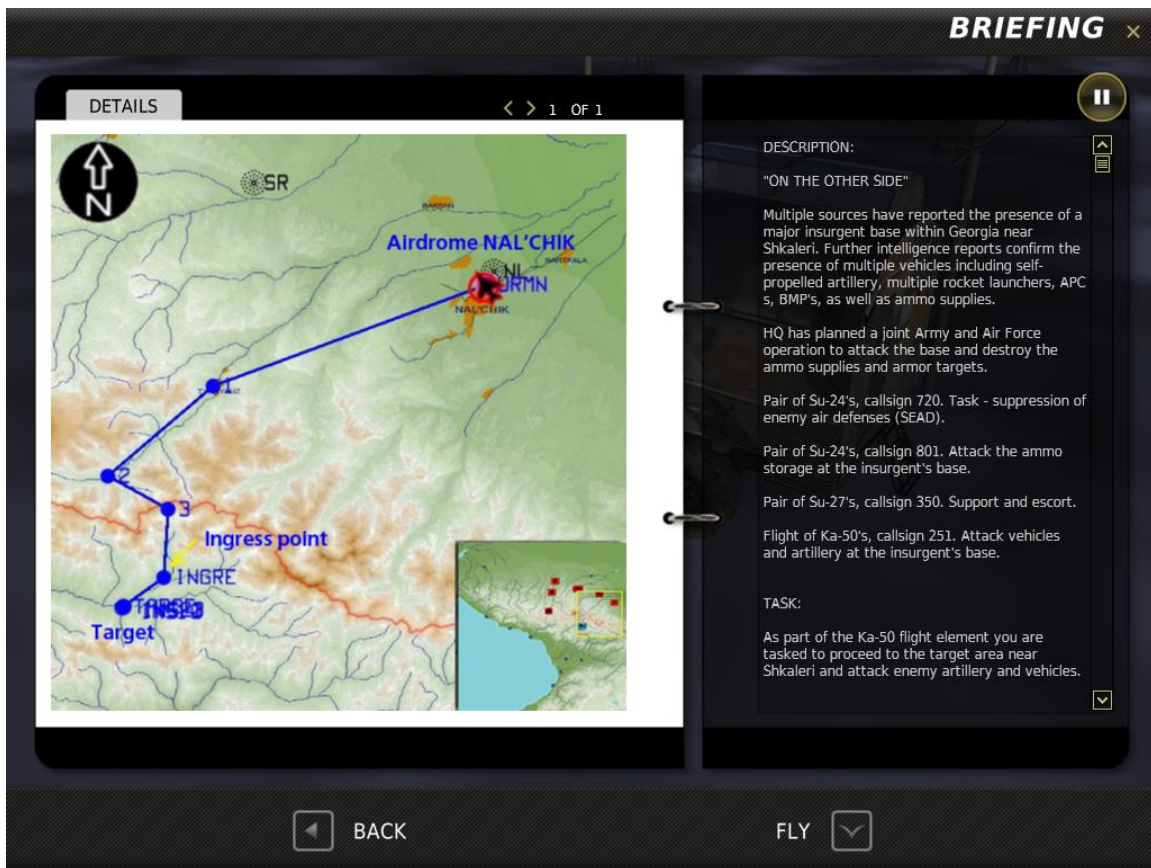 BRIEFING ×
DETAILS
< > 1 OF 1
N
SR
BAKSAN
Airdrome NAL'CHIK
NL
NARTKALA
URMN
NAL'CHIK
1
2
3
Ingress point
INGRE
Target
DESCRIPTION:
"ON THE OTHER SIDE"
Multiple sources have reported the presence of a
major insurgent base within Georgia near
Shkaleri. Further intelligence reports confirm the
presence of multiple vehicles including self-
propelled artillery, multiple rocket launchers, APC
s, BMP's, as well as ammo supplies.
HQ has planned a joint Army and Air Force
operation to attack the base and destroy the
ammo supplies and armor targets.
Pair of Su-24's, callsign 720. Task - suppression of
enemy air defenses (SEAD).
Pair of Su-24's, callsign 801. Attack the ammo
storage at the insurgent's base.
Pair of Su-27's, callsign 350. Support and escort.
Flight of Ka-50's, callsign 251. Attack vehicles
and artillery at the insurgent's base.
TASK:
As part of the Ka-50 flight element you are
tasked to proceed to the target area near
Shkaleri and attack enemy artillery and vehicles.
BACK
FLY